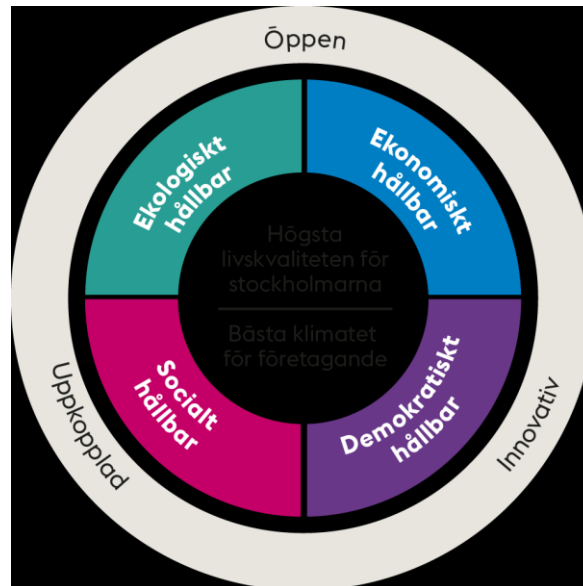 Öppen
Ekologiskt
hållbar
Ekonomiskt
hållbar
Högsta
livskvaliteten för
stockholmarna
Bästa klimatet
för företagande
Socialt
hållbar
Demokratiskt
hållbar
Uppkopplad
Innovativ